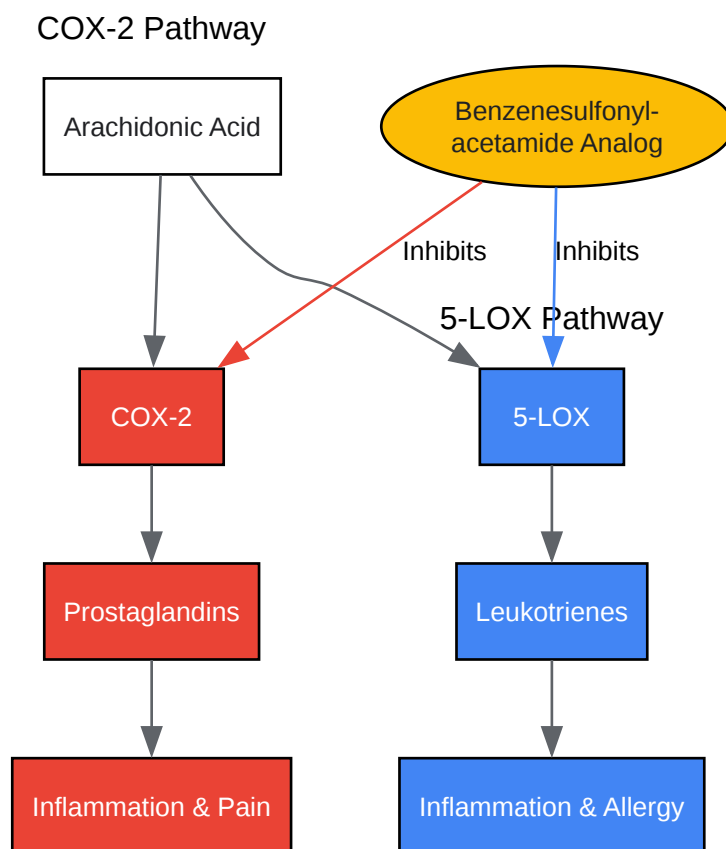 COX-2 Pathway
Arachidonic Acid
Benzenesulfonyl-
acetamide Analog
Inhibits
Inhibits
5-LOX Pathway
COX-2
5-LOX
Prostaglandins
Leukotrienes
Inflammation & Pain
Inflammation & Allergy